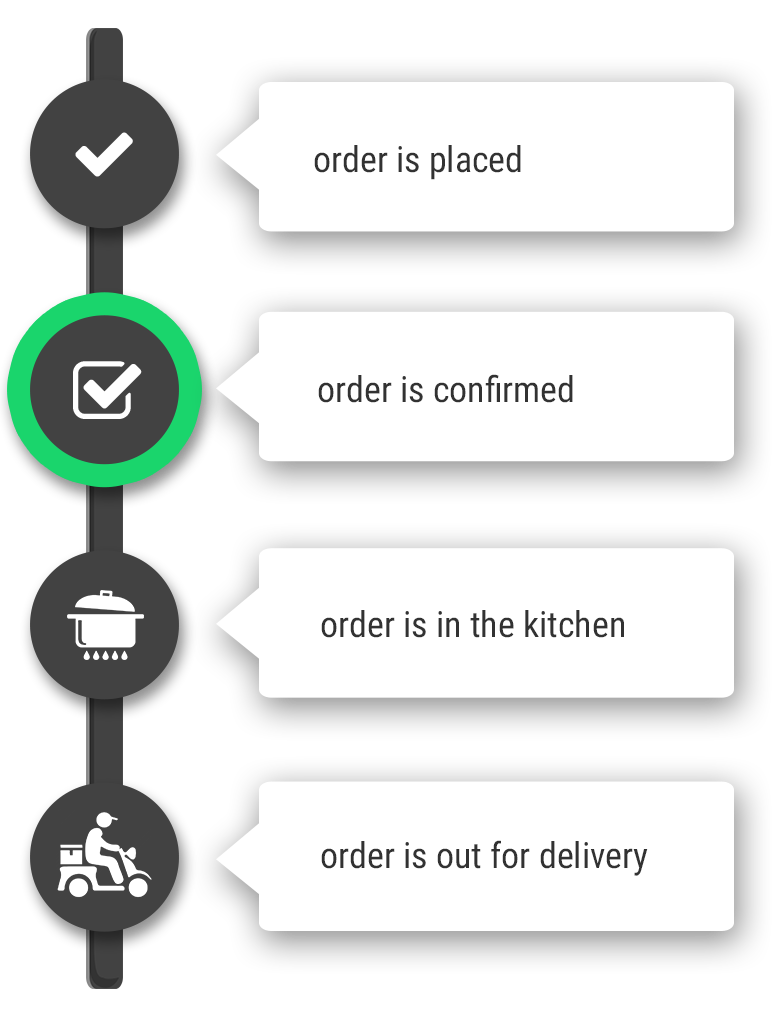 order is placed
order is confirmed
order is in the kitchen
order is out for delivery